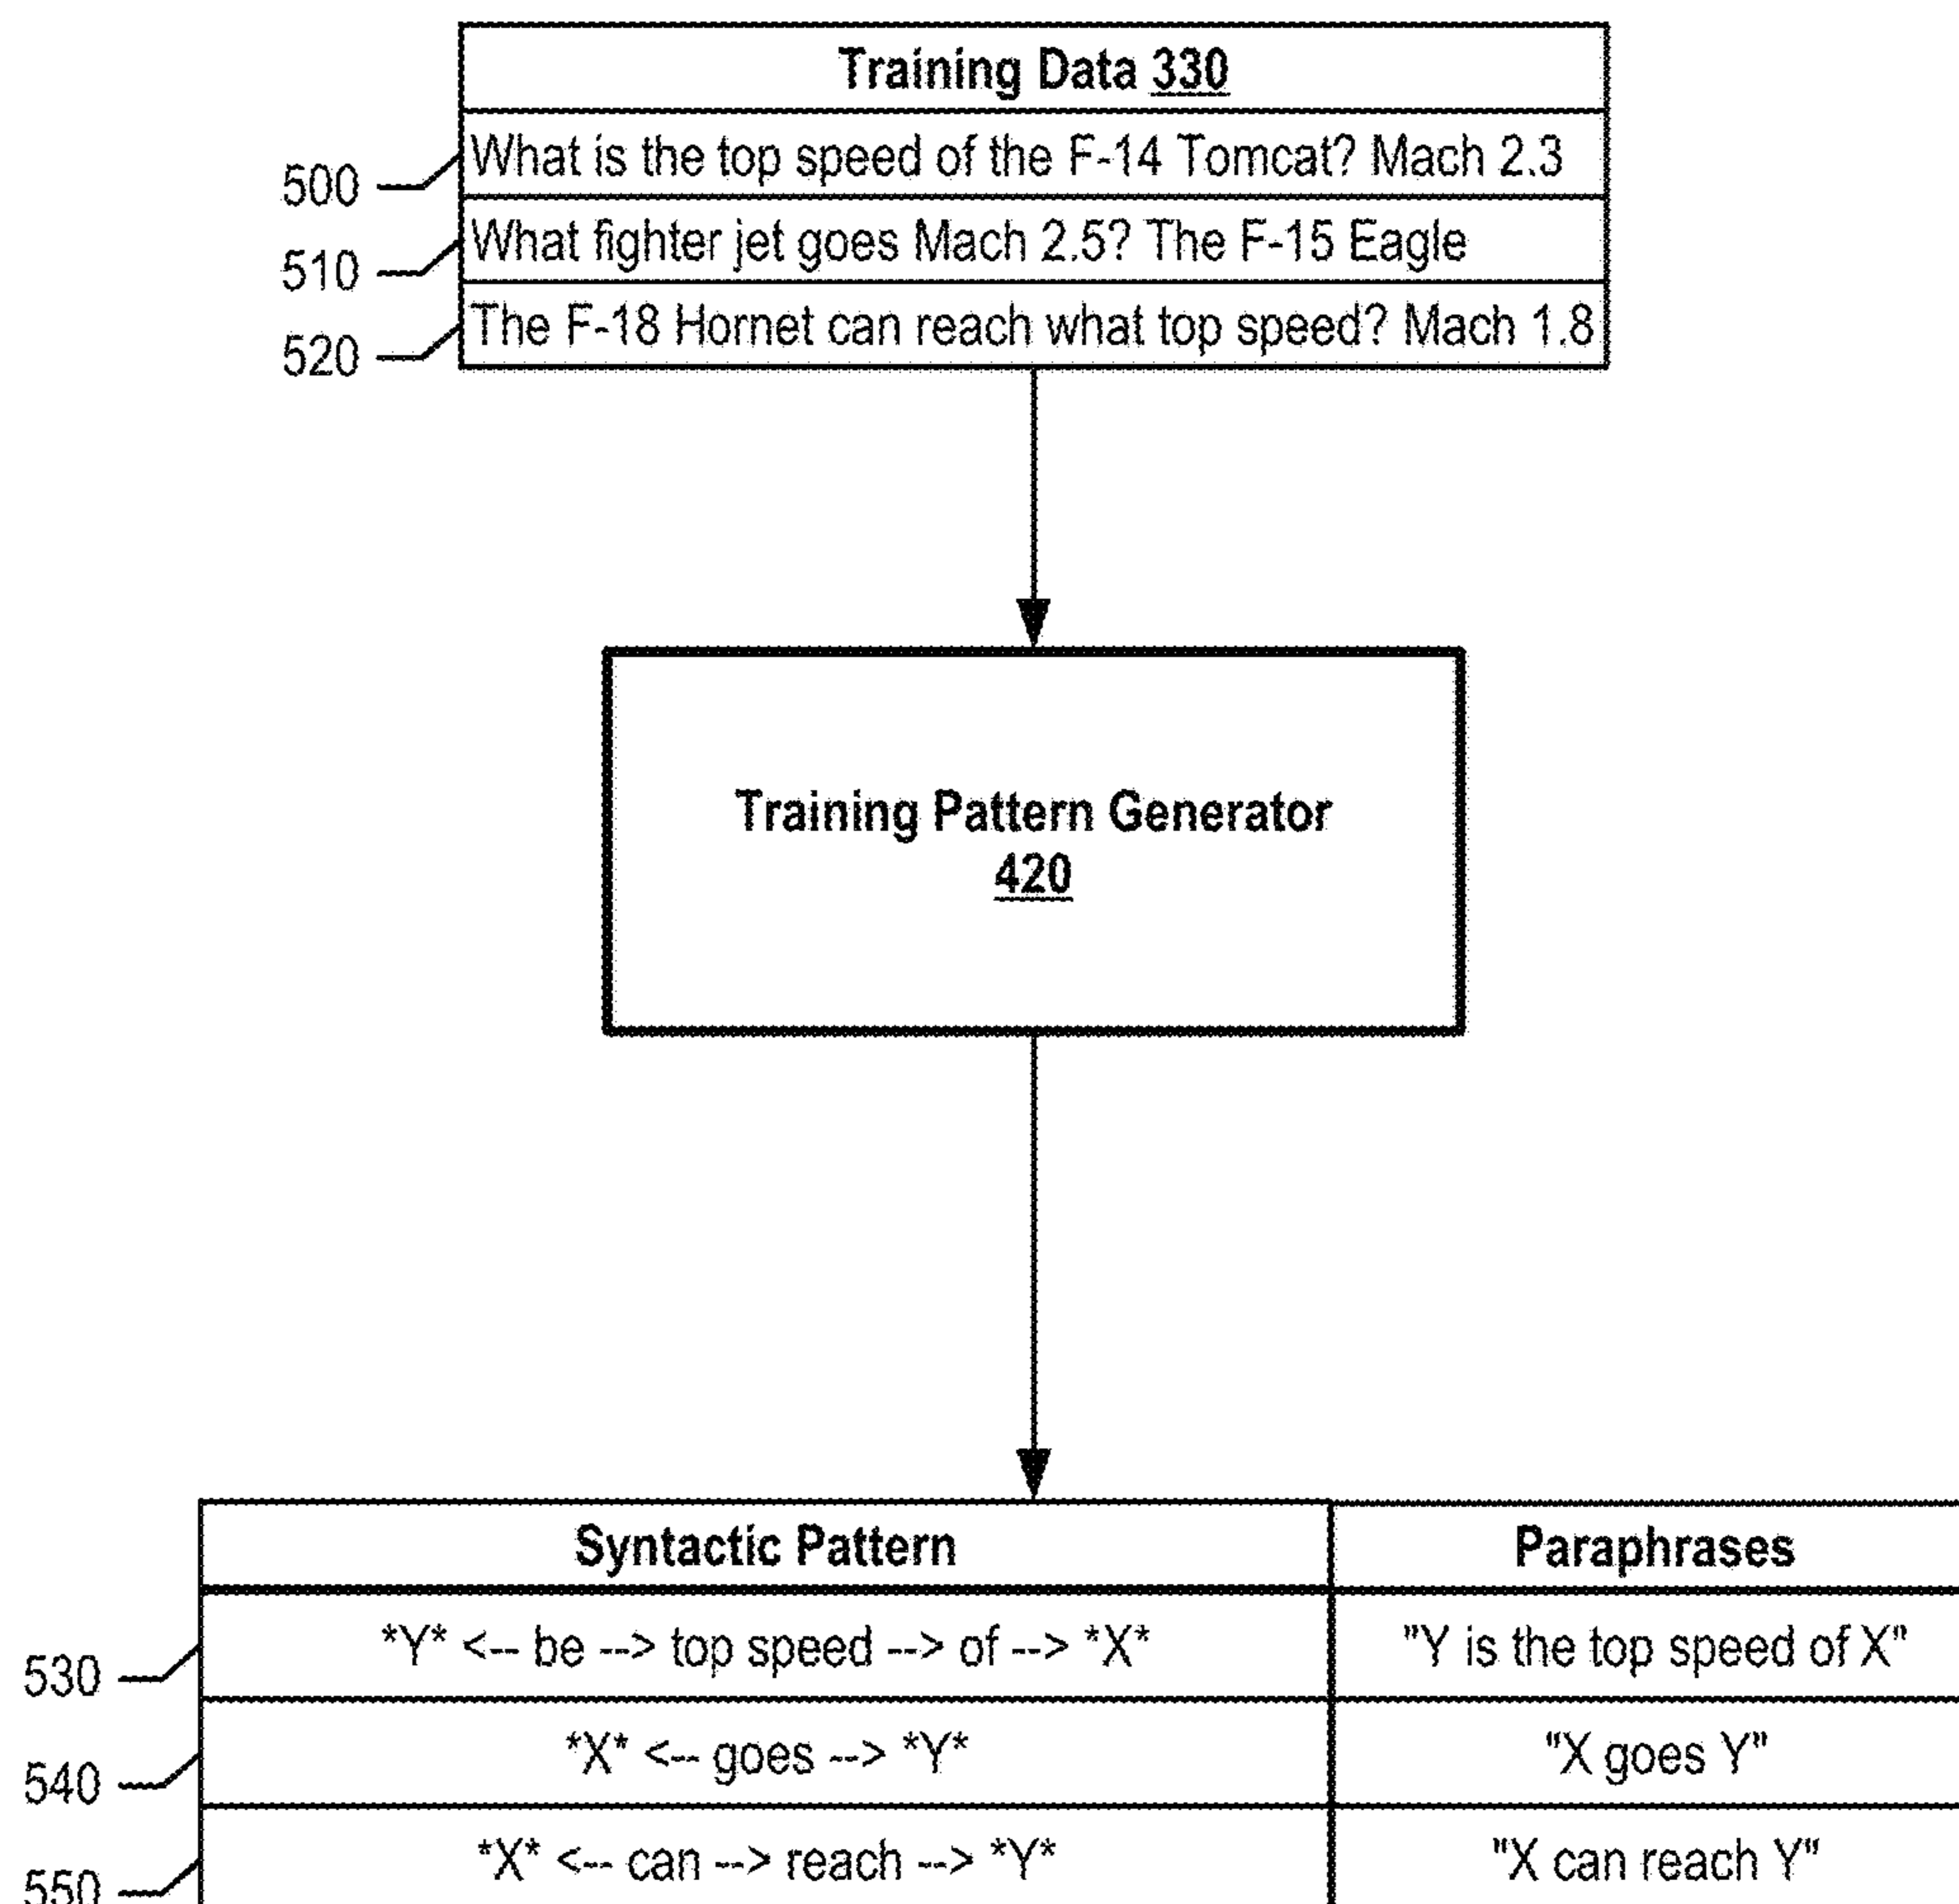 Training Data 330
500
What is the top speed of the F-14 Tomcat? Mach 2.3
510
What fighter jet goes Mach 2.5? The F-15 Eagle
520
The F-18 Hornet can reach what top speed? Mach 1.8
Training Pattern Generator
420
Syntactic Pattern Paraphrases
530
*Y* <-- be --> top speed --> of --> *X* "Y is the top speed of X"
540
*X* <-- goes --> *Y* "X goes Y"
550
*X* <-- can --> reach --> *Y* "X can reach Y"